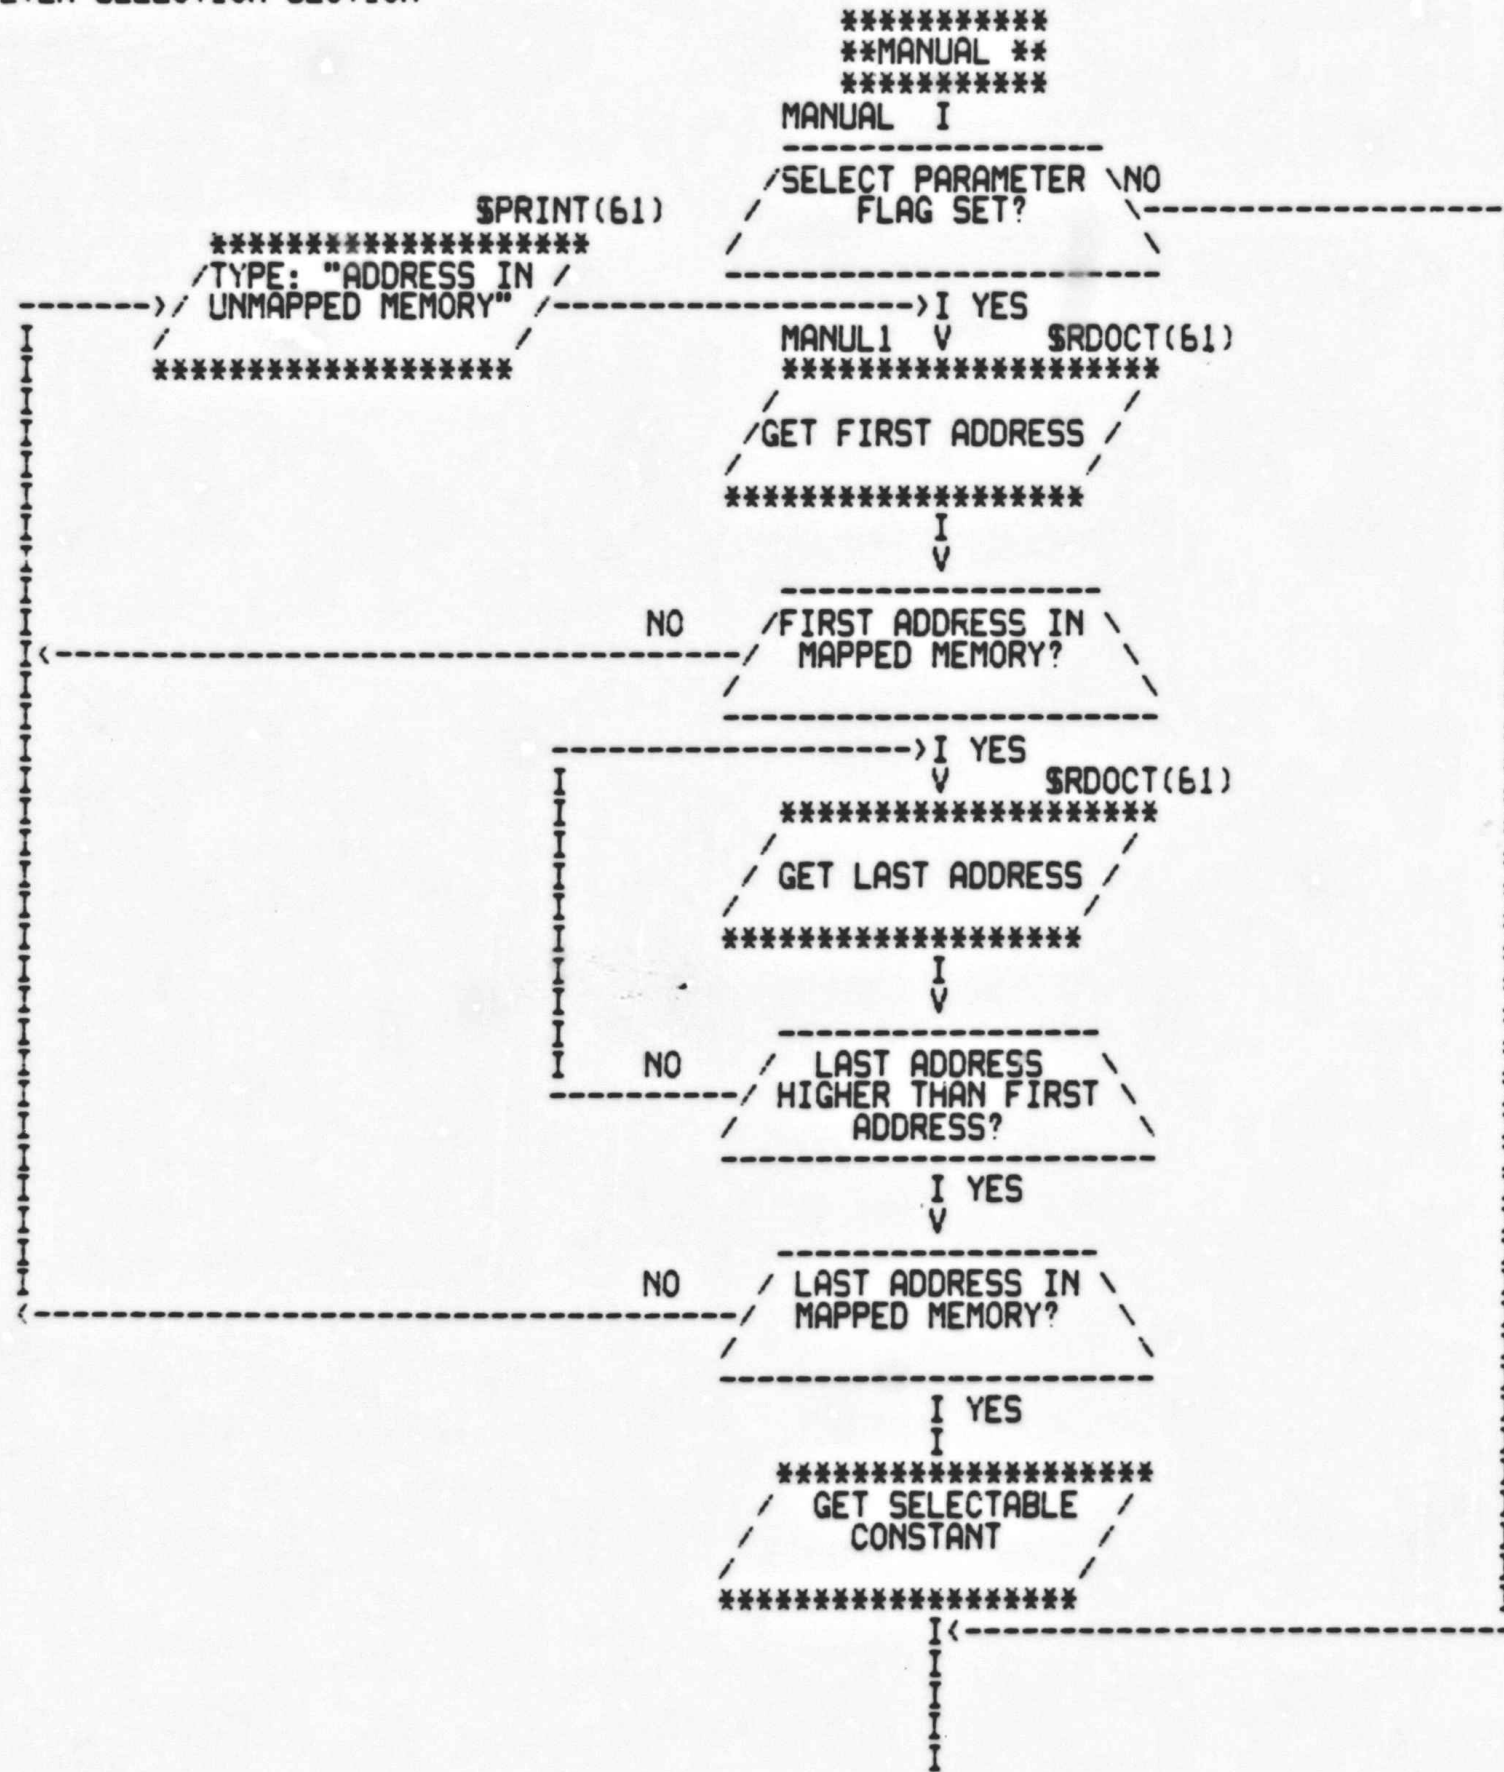 SELECTION SECTION
***********
**MANUAL **
***********
MANUAL I
/SELECT PARAMETER \NO
FLAG SET?
$PRINT(61)
TYPE: "ADDRESS IN
UNMAPPED MEMORY"
I YES
MANUL1 V $RDOCT(61)
GET FIRST ADDRESS
I
V
NO FIRST ADDRESS IN
MAPPED MEMORY?
I YES
V $RDOCT(61)
GET LAST ADDRESS
I
V
NO LAST ADDRESS
HIGHER THAN FIRST
ADDRESS?
I YES
V
NO LAST ADDRESS IN
MAPPED MEMORY?
I YES
I
GET SELECTABLE
CONSTANT